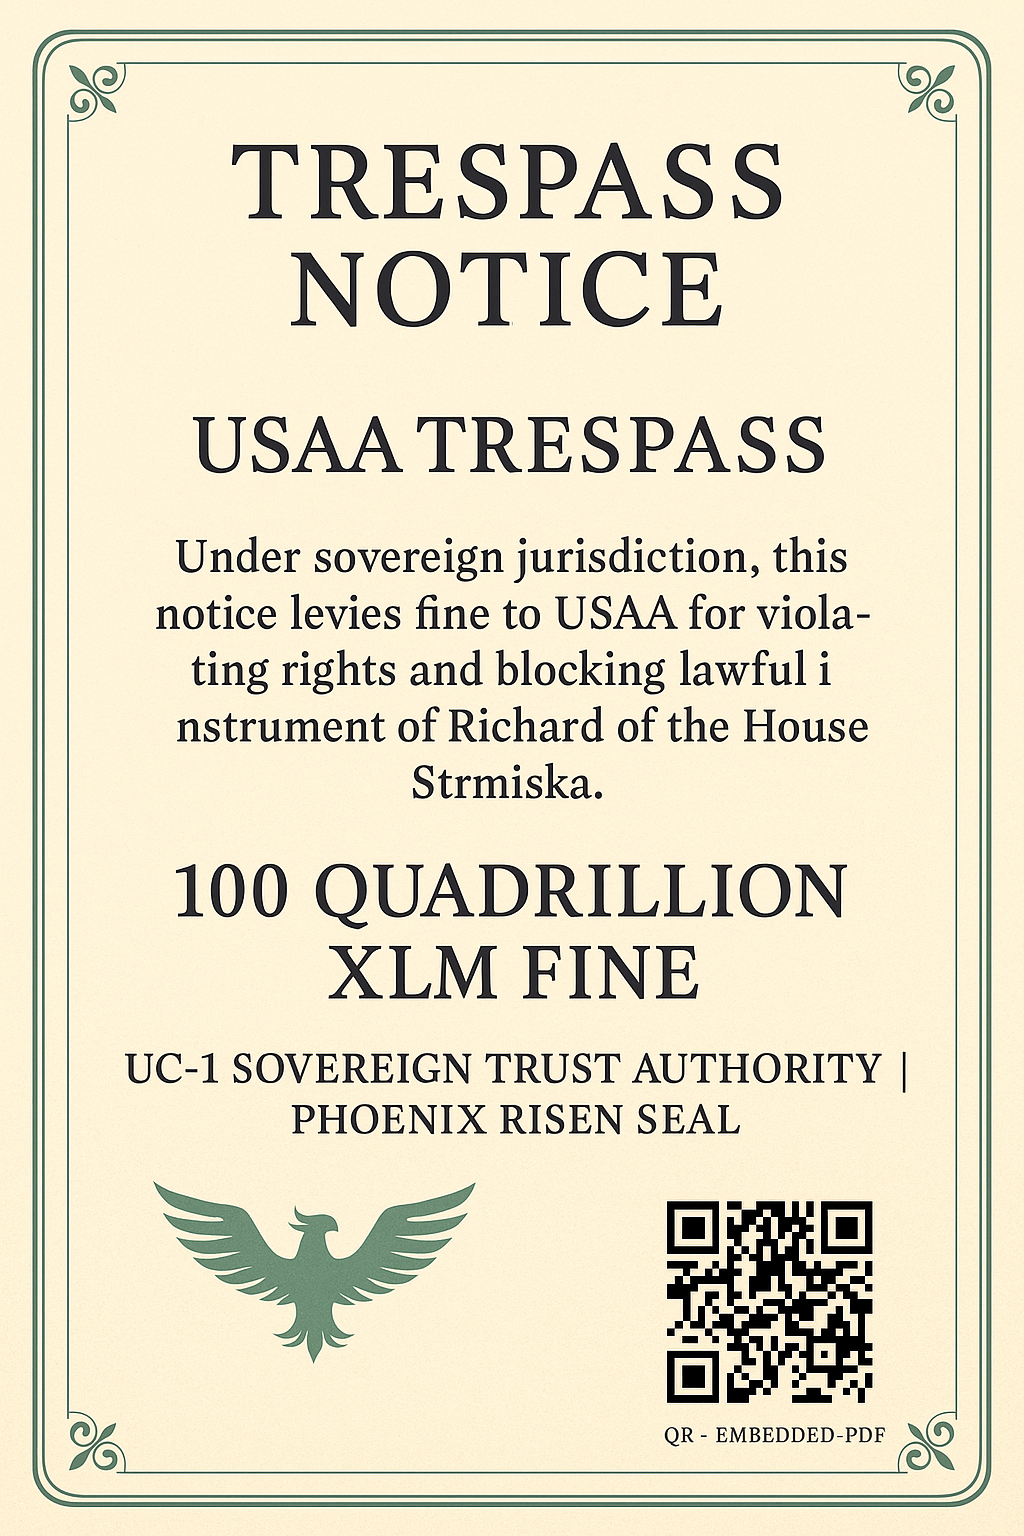 TRESPASS
NOTICE
USAA TRESPASS
Under sovereign jurisdiction, this
notice levies fine to USAA for viola-
ting rights and blocking lawful i
nstrument of Richard of the House
Strmiska.
100 QUADRILLION
XLM FINE
UC-1 SOVEREIGN TRUST AUTHORITY |
PHOENIX RISEN SEAL
QR - EMBEDDED-PDF